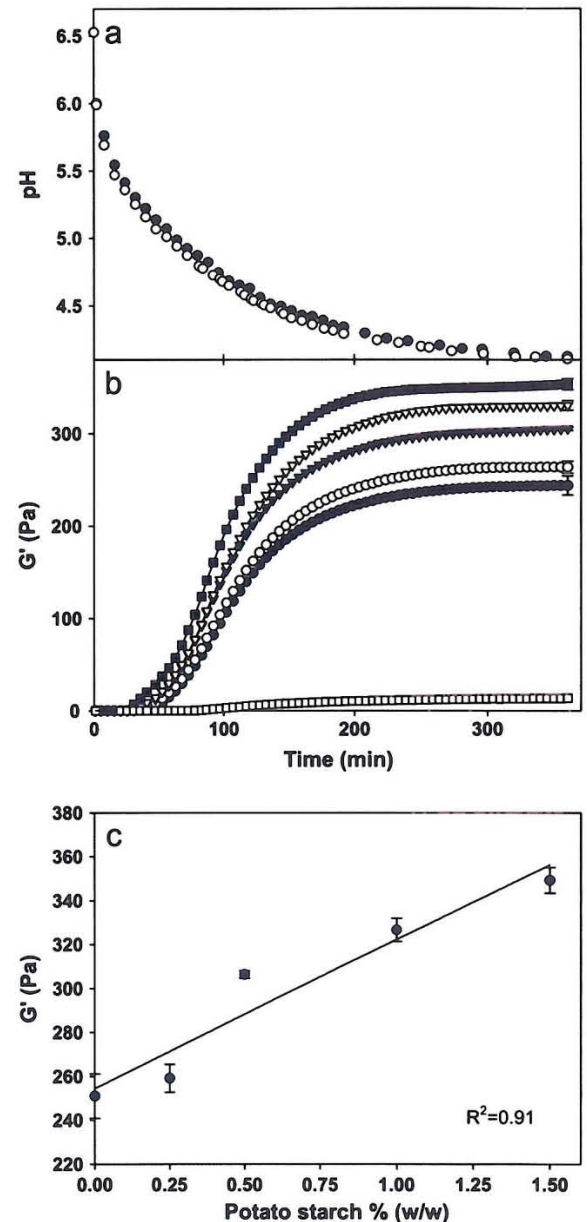 a
6.5
6.0
5.5
5.0
4.5
pH
b
300
200
100
0
G' (Pa)
0 100 200 300
Time (min)
c
380
360
340
320
300
280
260
240
220
G' (Pa)
R²=0.91
0.00 0.25 0.50 0.75 1.00 1.25 1.50
Potato starch % (w/w)